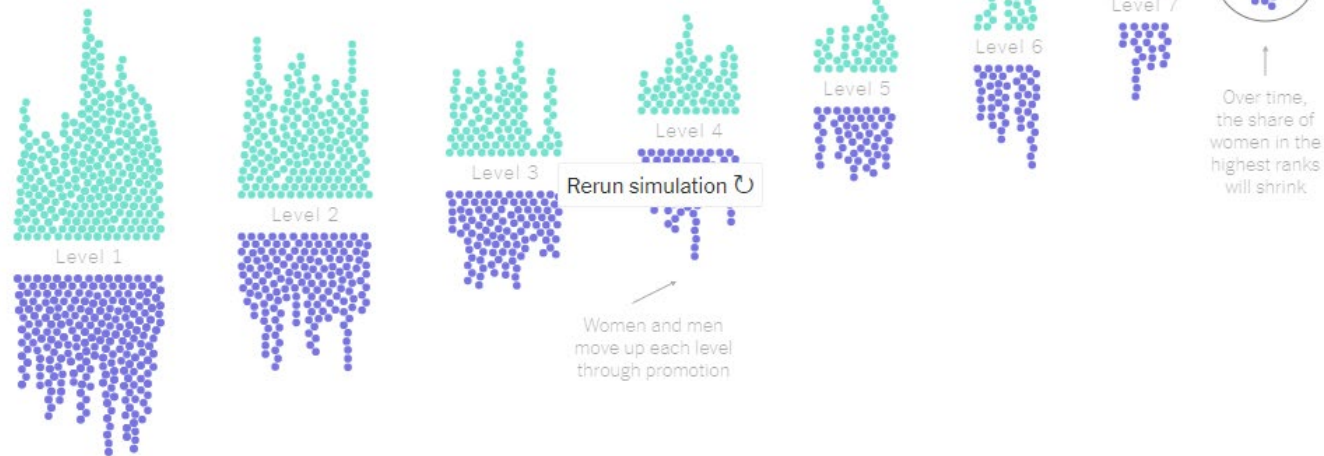 Level 7
Level 6
Level 5
Level 4
Level 3
Level 2
Level 1
Rerun simulation
Over time,
the share of
women in the
highest ranks
will shrink
Women and men
move up each level
through promotion